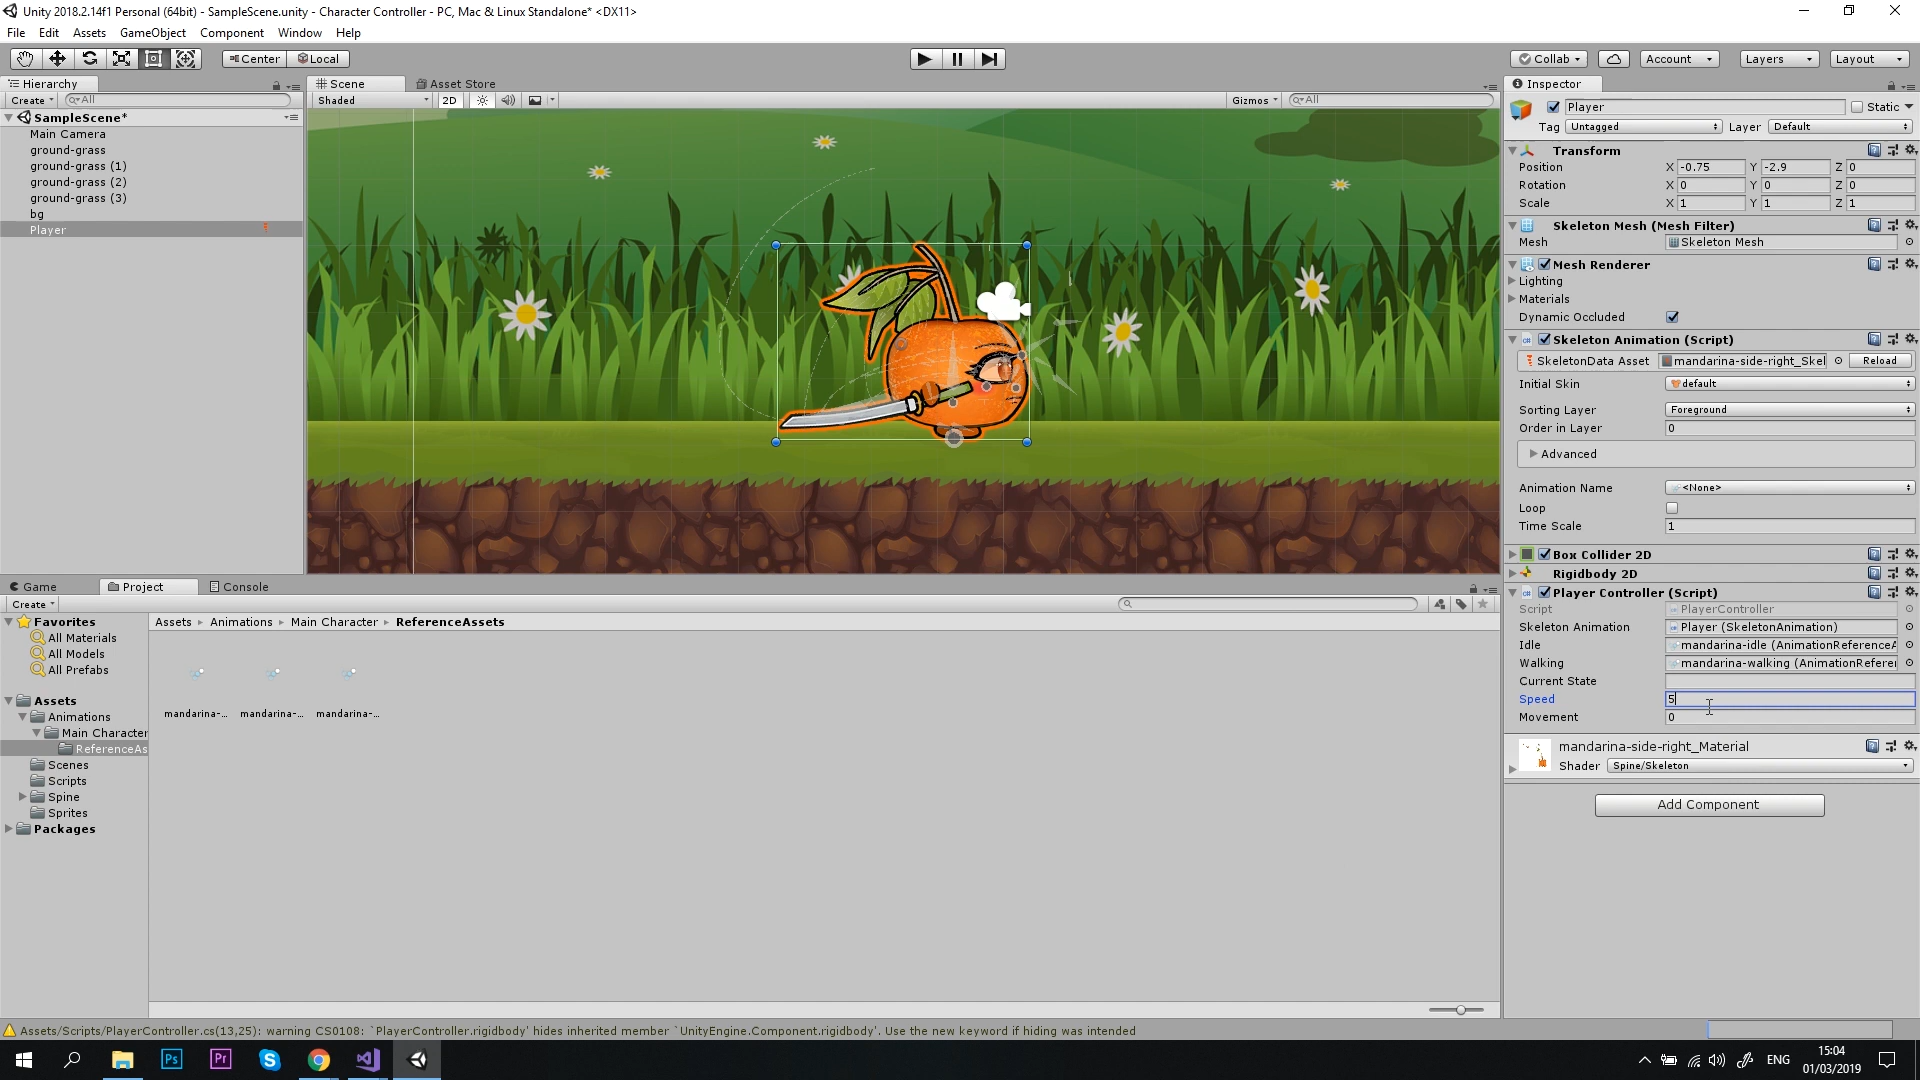 Unity 2018.2.14f1 Personal (64bit) - SampleScene.unity - Character Controller - PC, Mac & Linux Standalone* <DX11>
File Edit Assets GameObject Component Window Help
Center Local Collab Account Layers Layout
Hierarchy
Create All
SampleScene*
Main Camera
ground-grass
ground-grass (1)
ground-grass (2)
ground-grass (3)
bg
Player
Scene Asset Store
Shaded 2D Gizmos All
Inspector
Player Static
Tag Untagged Layer Default
Transform
Position X -0.75 Y -2.9 Z 0
Rotation X 0 Y 0 Z 0
Scale X 1 Y 1 Z 1
Skeleton Mesh (Mesh Filter)
Mesh Skeleton Mesh
Mesh Renderer
Lighting
Materials
Dynamic Occluded
Skeleton Animation (Script)
SkeletonData Asset mandarina-side-right_Skel Reload
Initial Skin default
Sorting Layer Foreground
Order in Layer 0
Advanced
Animation Name <None>
Loop
Time Scale 1
Box Collider 2D
Rigidbody 2D
Player Controller (Script)
Script PlayerController
Skeleton Animation Player (SkeletonAnimation)
Idle mandarina-idle (AnimationReferenceA
Walking mandarina-walking (AnimationReferer
Current State
Speed 5
Movement 0
mandarina-side-right_Material
Shader Spine/Skeleton
Add Component
Game Project Console
Create
Favorites
All Materials
All Models
All Prefabs
Assets
Animations
Main Character
ReferenceAs
Scenes
Scripts
Spine
Sprites
Packages
Assets Animations Main Character ReferenceAssets
mandarina-... mandarina-... mandarina-...
Assets/Scripts/PlayerController.cs(13,25): warning CS0108: `PlayerController.rigidbody' hides inherited member `UnityEngine.Component.rigidbody'. Use the new keyword if hiding was intended
Ps Pr S ENG 15:04
01/03/2019